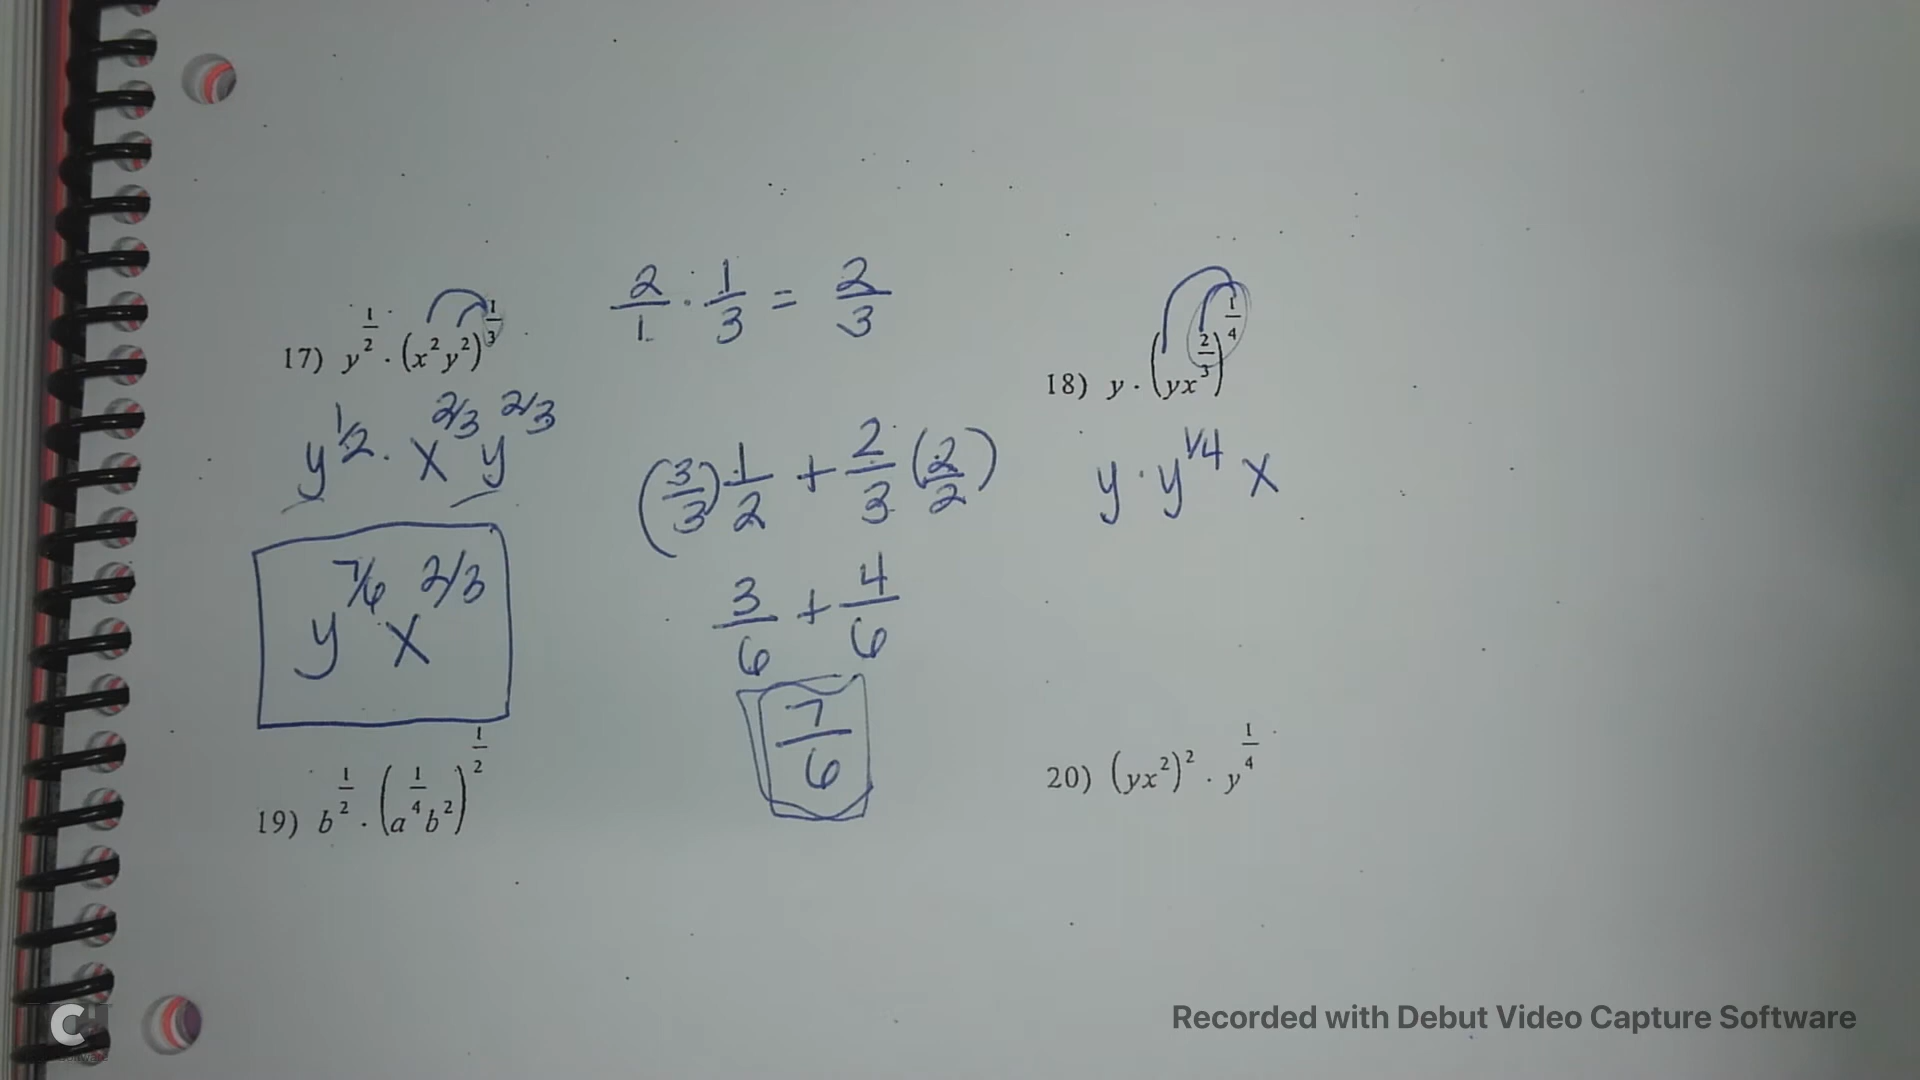 2/1 · 1/3 = 2/3
17) y^(1/2) · (x^2 y^2)^(1/3)
y^(1/2) · x^(2/3) y^(2/3)
(3/3) 1/2 + 2/3 (2/2)
3/6 + 4/6
7/6
y^(7/6) x^(2/3)
18) y · (yx^(2/3))^(1/4)
y · y^(1/4) x
19) b^(1/2) · (a^(1/4) b^2)^(1/2)
20) (yx^2)^2 · y^(1/4)
Recorded with Debut Video Capture Software